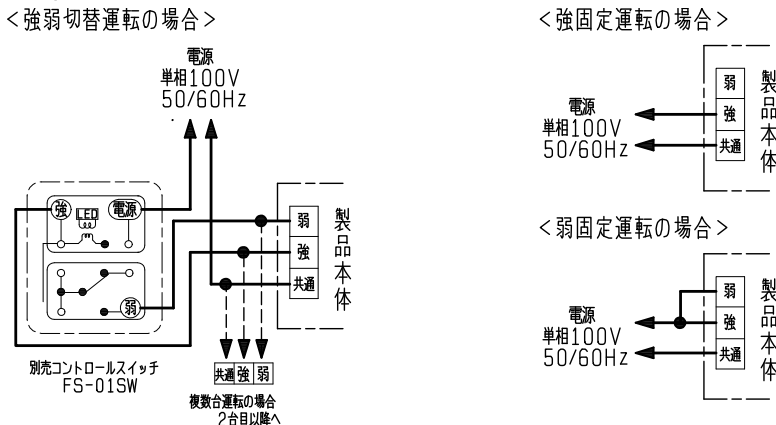 <強弱切替運転の場合>
電源
単相100V
50/60Hz
強
LED
電源
弱
弱
強
共通
製品本体
別売コントロールスイッチ
FS-01SW
共通 強 弱
複数台運転の場合
2台目以降へ
<強固定運転の場合>
電源
単相100V
50/60Hz
弱
強
共通
製品本体
<弱固定運転の場合>
電源
単相100V
50/60Hz
弱
強
共通
製品本体